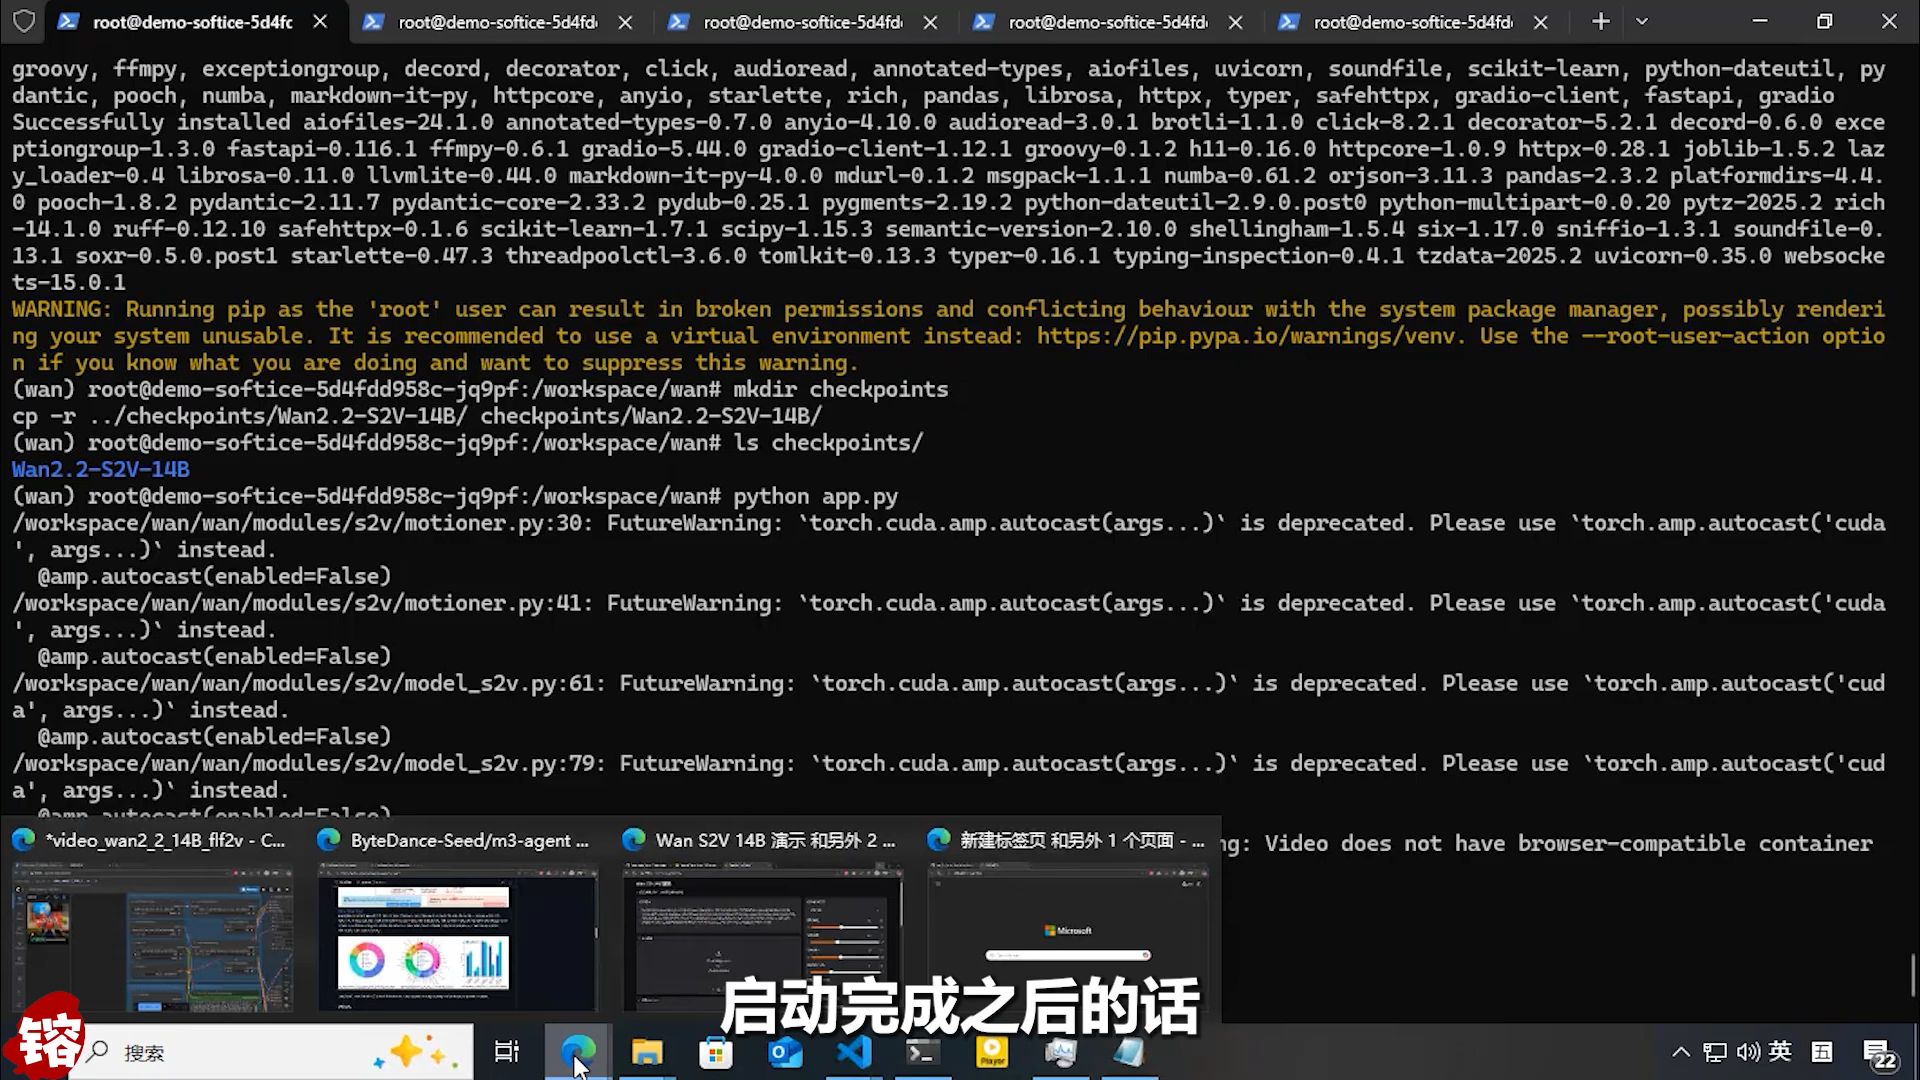 root@demo-softice-5d4fdc
root@demo-softice-5d4fd
root@demo-softice-5d4fd
root@demo-softice-5d4fd
root@demo-softice-5d4fd
groovy, ffmpy, exceptiongroup, decord, decorator, click, audioread, annotated-types, aiofiles, uvicorn, soundfile, scikit-learn, python-dateutil, py
dantic, pooch, numba, markdown-it-py, httpcore, anyio, starlette, rich, pandas, librosa, httpx, typer, safehttpx, gradio-client, fastapi, gradio
Successfully installed aiofiles-24.1.0 annotated-types-0.7.0 anyio-4.10.0 audioread-3.0.1 brotli-1.1.0 click-8.2.1 decorator-5.2.1 decord-0.6.0 exce
ptiongroup-1.3.0 fastapi-0.116.1 ffmpy-0.6.1 gradio-5.44.0 gradio-client-1.12.1 groovy-0.1.2 h11-0.16.0 httpcore-1.0.9 httpx-0.28.1 joblib-1.5.2 laz
y_loader-0.4 librosa-0.11.0 llvmlite-0.44.0 markdown-it-py-4.0.0 mdurl-0.1.2 msgpack-1.1.1 numba-0.61.2 orjson-3.11.3 pandas-2.3.2 platformdirs-4.4.
0 pooch-1.8.2 pydantic-2.11.7 pydantic-core-2.33.2 pydub-0.25.1 pygments-2.19.2 python-dateutil-2.9.0.post0 python-multipart-0.0.20 pytz-2025.2 rich
-14.1.0 ruff-0.12.10 safehttpx-0.1.6 scikit-learn-1.7.1 scipy-1.15.3 semantic-version-2.10.0 shellingham-1.5.4 six-1.17.0 sniffio-1.3.1 soundfile-0.
13.1 soxr-0.5.0.post1 starlette-0.47.3 threadpoolctl-3.6.0 tomlkit-0.13.3 typer-0.16.1 typing-inspection-0.4.1 tzdata-2025.2 uvicorn-0.35.0 websocke
ts-15.0.1
WARNING: Running pip as the 'root' user can result in broken permissions and conflicting behaviour with the system package manager, possibly renderi
ng your system unusable. It is recommended to use a virtual environment instead: https://pip.pypa.io/warnings/venv. Use the --root-user-action optio
n if you know what you are doing and want to suppress this warning.
(wan) root@demo-softice-5d4fdd958c-jq9pf:/workspace/wan# mkdir checkpoints
cp -r ../checkpoints/Wan2.2-S2V-14B/ checkpoints/Wan2.2-S2V-14B/
(wan) root@demo-softice-5d4fdd958c-jq9pf:/workspace/wan# ls checkpoints/
Wan2.2-S2V-14B
(wan) root@demo-softice-5d4fdd958c-jq9pf:/workspace/wan# python app.py
/workspace/wan/wan/modules/s2v/motioner.py:30: FutureWarning: `torch.cuda.amp.autocast(args...)` is deprecated. Please use `torch.amp.autocast('cuda
', args...)` instead.
  @amp.autocast(enabled=False)
/workspace/wan/wan/modules/s2v/motioner.py:41: FutureWarning: `torch.cuda.amp.autocast(args...)` is deprecated. Please use `torch.amp.autocast('cuda
', args...)` instead.
  @amp.autocast(enabled=False)
/workspace/wan/wan/modules/s2v/model_s2v.py:61: FutureWarning: `torch.cuda.amp.autocast(args...)` is deprecated. Please use `torch.amp.autocast('cud
a', args...)` instead.
  @amp.autocast(enabled=False)
/workspace/wan/wan/modules/s2v/model_s2v.py:79: FutureWarning: `torch.cuda.amp.autocast(args...)` is deprecated. Please use `torch.amp.autocast('cud
a', args...)` instead.
  @amp.autocast(enabled=False)
*video_wan2_2_14B_flf2v - C...
ByteDance-Seed/m3-agent ...
Wan S2V 14B 演示 和另外 2 ...
新建标签页 和另外 1 个页面 - ...
ng: Video does not have browser-compatible container
Microsoft
启动完成之后的话
镕
搜索
Player
英
五
22